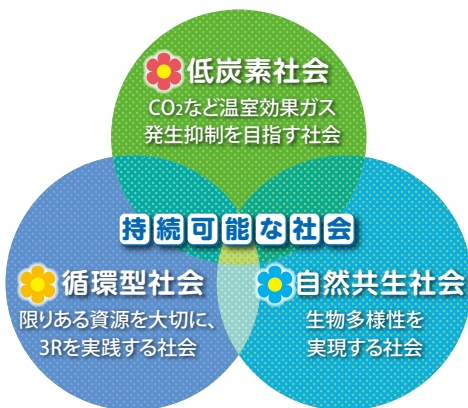 低炭素社会
CO₂など温室効果ガス
発生抑制を目指す社会
持続可能な社会
循環型社会
限りある資源を大切に、
3Rを実践する社会
自然共生社会
生物多様性を
実現する社会